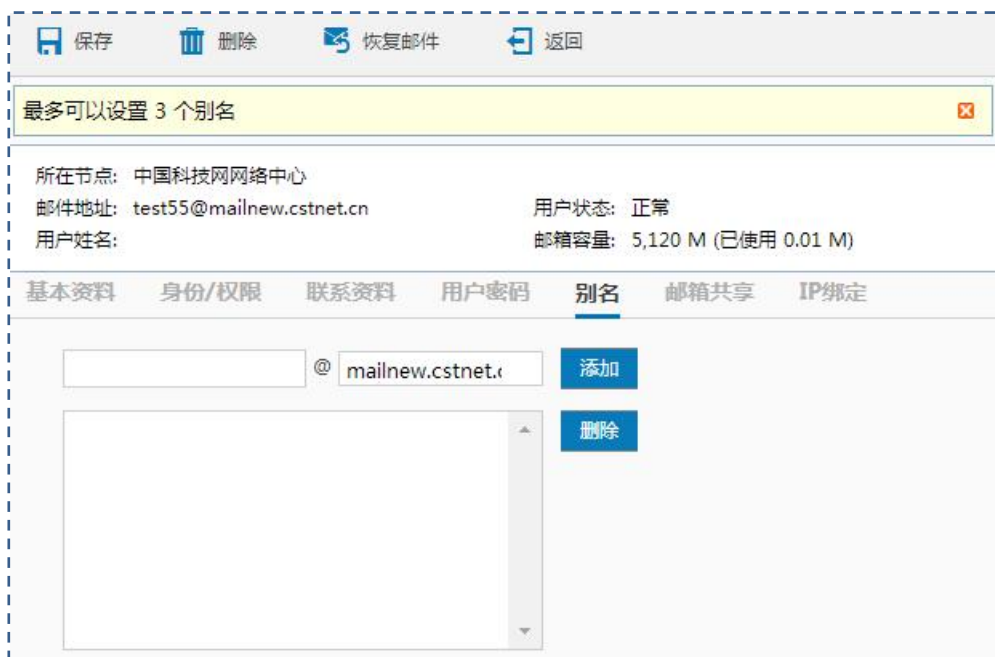 保存 删除 恢复邮件 返回
最多可以设置 3 个别名
所在节点: 中国科技网网络中心
邮件地址: test55@mailnew.cstnet.cn 用户状态: 正常
用户姓名: 邮箱容量: 5,120 M (已使用 0.01 M)
基本资料 身份/权限 联系资料 用户密码 别名 邮箱共享 IP绑定
@ mailnew.cstnet.c 添加
删除